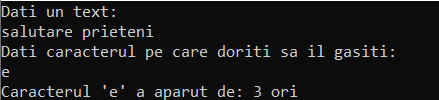 Dati un text:
salutare prieteni
Dati caracterul pe care doriti sa il gasiti:
e
Caracterul 'e' a aparut de: 3 ori